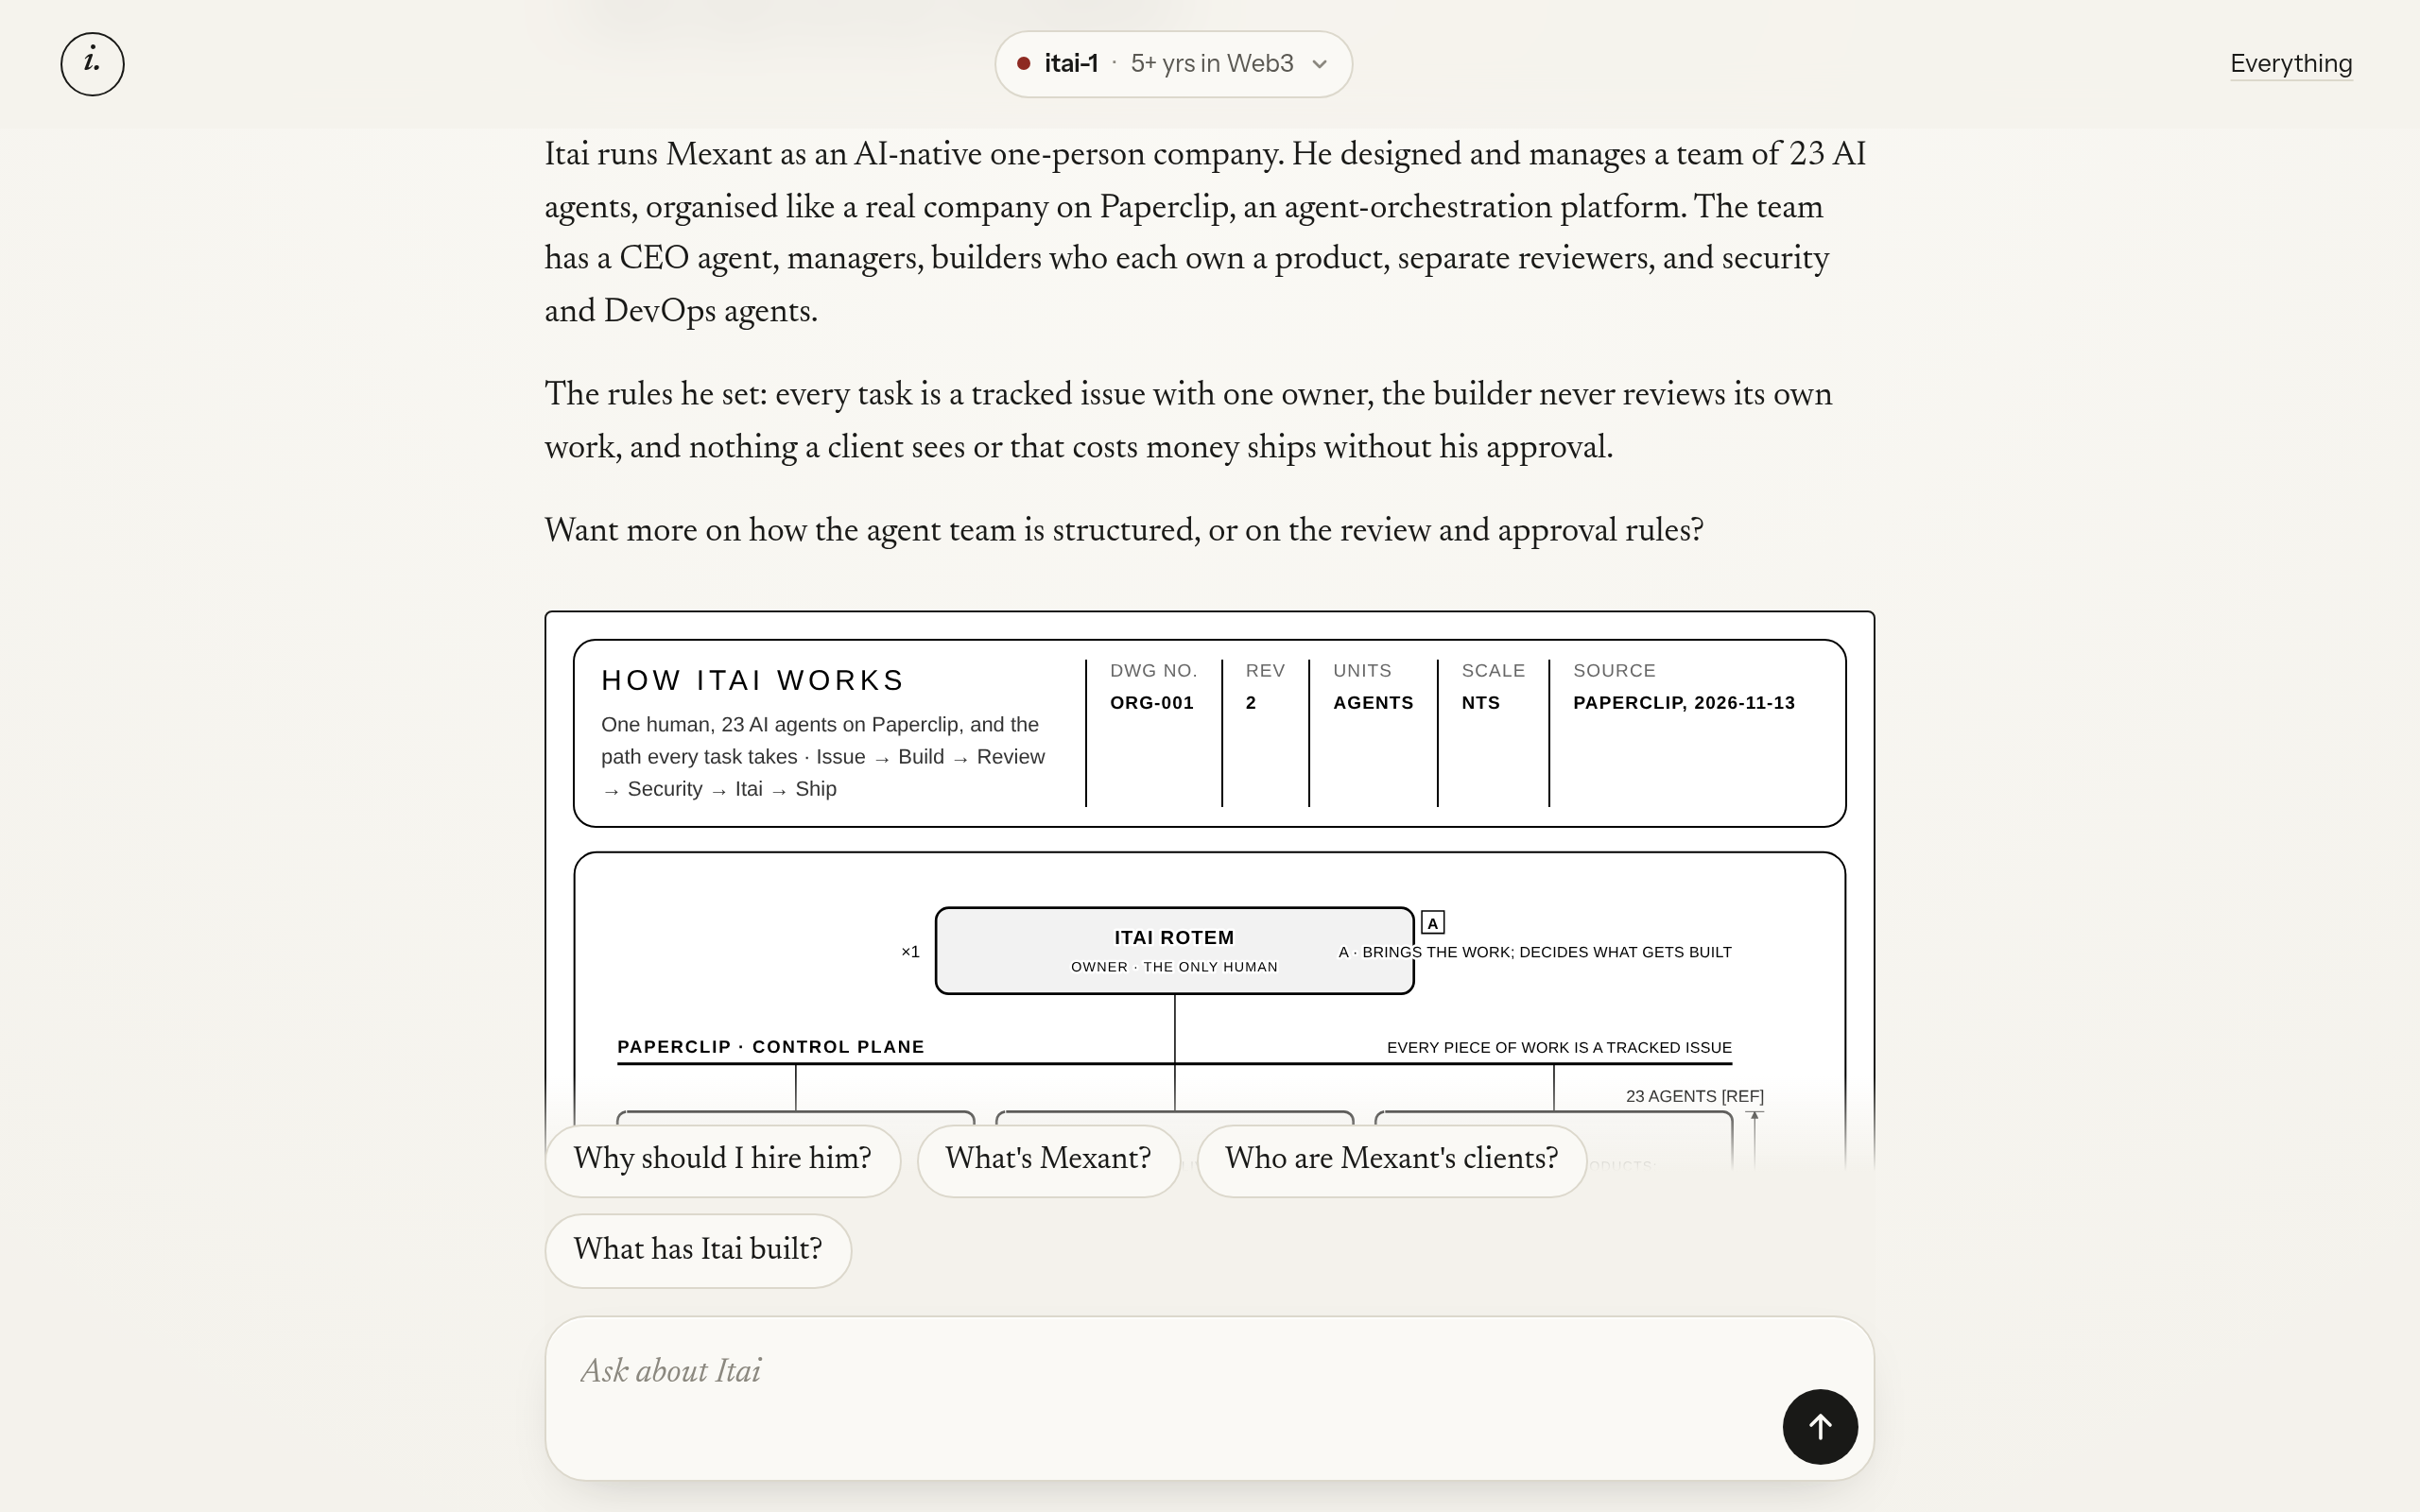 i.
itai-1 · 5+ yrs in Web3
Everything
Itai runs Mexant as an AI-native one-person company. He designed and manages a team of 23 AI
agents, organised like a real company on Paperclip, an agent-orchestration platform. The team
has a CEO agent, managers, builders who each own a product, separate reviewers, and security
and DevOps agents.
The rules he set: every task is a tracked issue with one owner, the builder never reviews its own
work, and nothing a client sees or that costs money ships without his approval.
Want more on how the agent team is structured, or on the review and approval rules?
HOW ITAI WORKS
One human, 23 AI agents on Paperclip, and the
path every task takes · Issue → Build → Review
→ Security → Itai → Ship
DWG NO.
ORG-001
REV
2
UNITS
AGENTS
SCALE
NTS
SOURCE
PAPERCLIP, 2026-11-13
×1
ITAI ROTEM
OWNER · THE ONLY HUMAN
A
A · BRINGS THE WORK; DECIDES WHAT GETS BUILT
PAPERCLIP · CONTROL PLANE
EVERY PIECE OF WORK IS A TRACKED ISSUE
23 AGENTS [REF]
Why should I hire him?
What's Mexant?
Who are Mexant's clients?
What has Itai built?
Ask about Itai